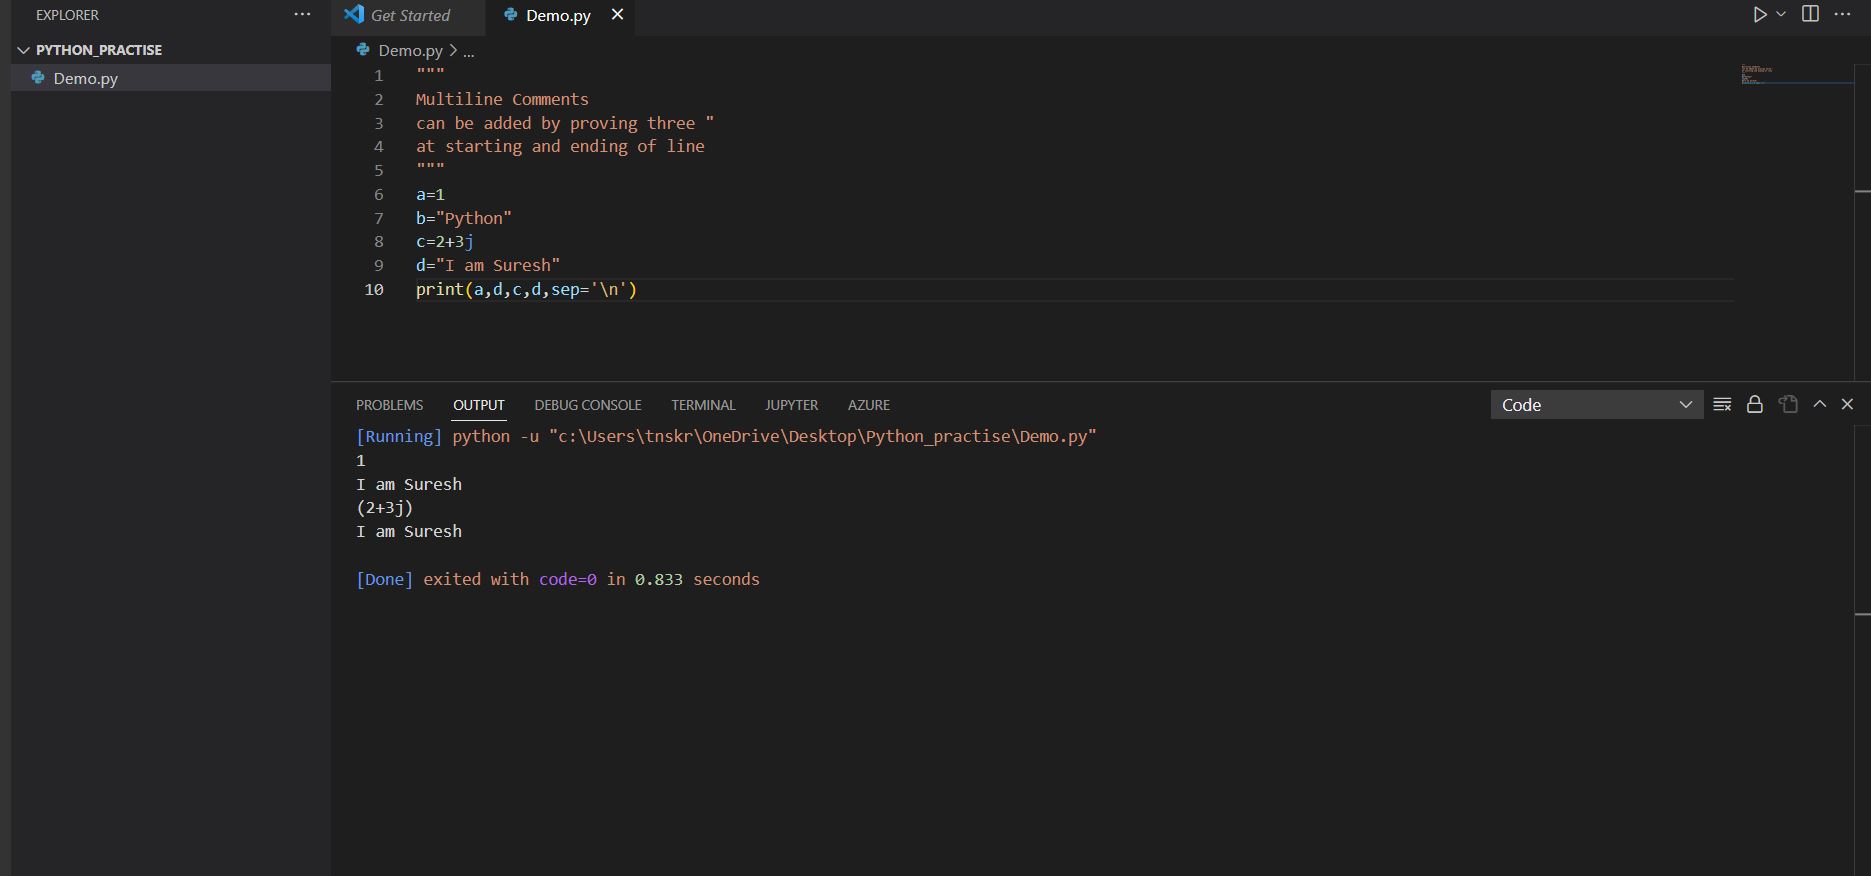 EXPLORER
PYTHON_PRACTISE
Demo.py
Get Started
Demo.py
Demo.py > ...
1 """
2 Multiline Comments
3 can be added by proving three "
4 at starting and ending of line
5 """
6 a=1
7 b="Python"
8 c=2+3j
9 d="I am Suresh"
10 print(a,d,c,d,sep='\n')
PROBLEMS OUTPUT DEBUG CONSOLE TERMINAL JUPYTER AZURE
Code
[Running] python -u "c:\Users\tnskr\OneDrive\Desktop\Python_practise\Demo.py"
1
I am Suresh
(2+3j)
I am Suresh
[Done] exited with code=0 in 0.833 seconds